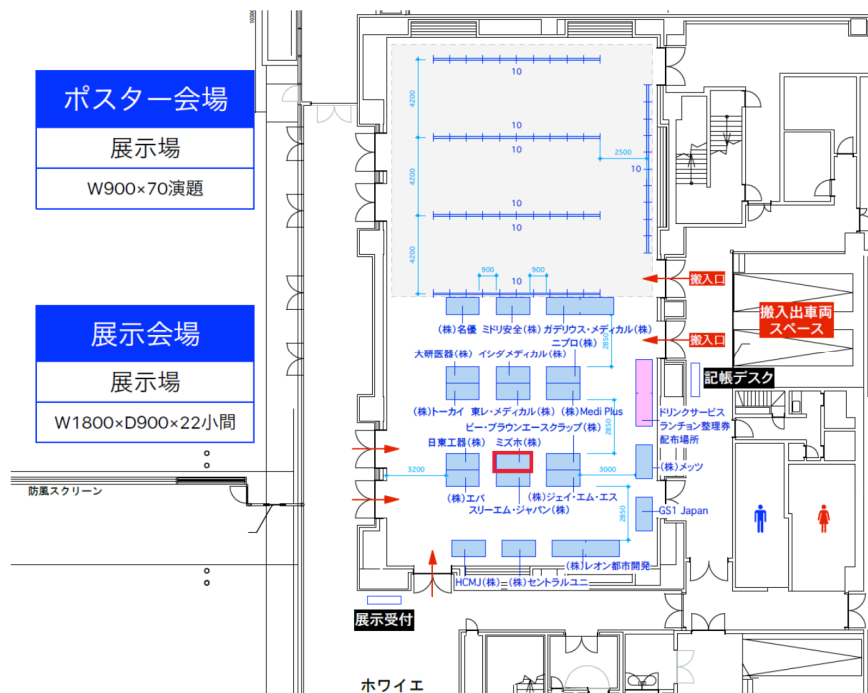 ポスター会場
展示場
W900×70演題
展示会場
展示場
W1800×D900×22小間
防風スクリーン
10
4200
10
10
2500
10
4200
10
10
4200
900
900
10
搬入口
搬入口
搬入出車両
スペース
(株)名優
ミドリ安全(株)
ガデリウス・メディカル(株)
ニプロ(株)
2850
大研医器(株)
イシダメディカル(株)
記帳デスク
(株)トーカイ
東レ・メディカル(株)
(株)Medi Plus
ドリンクサービス
ランチョン整理券
配布場所
ビー・ブラウンエースクラップ(株)
2850
日東工器(株)
ミズホ(株)
3200
3000
(株)メッツ
(株)エバ
(株)ジェイ・エム・エス
スリーエム・ジャパン(株)
2850
GS1 Japan
(株)レオン都市開発
HCMJ(株)
(株)セントラルユニ
展示受付
ホワイエ